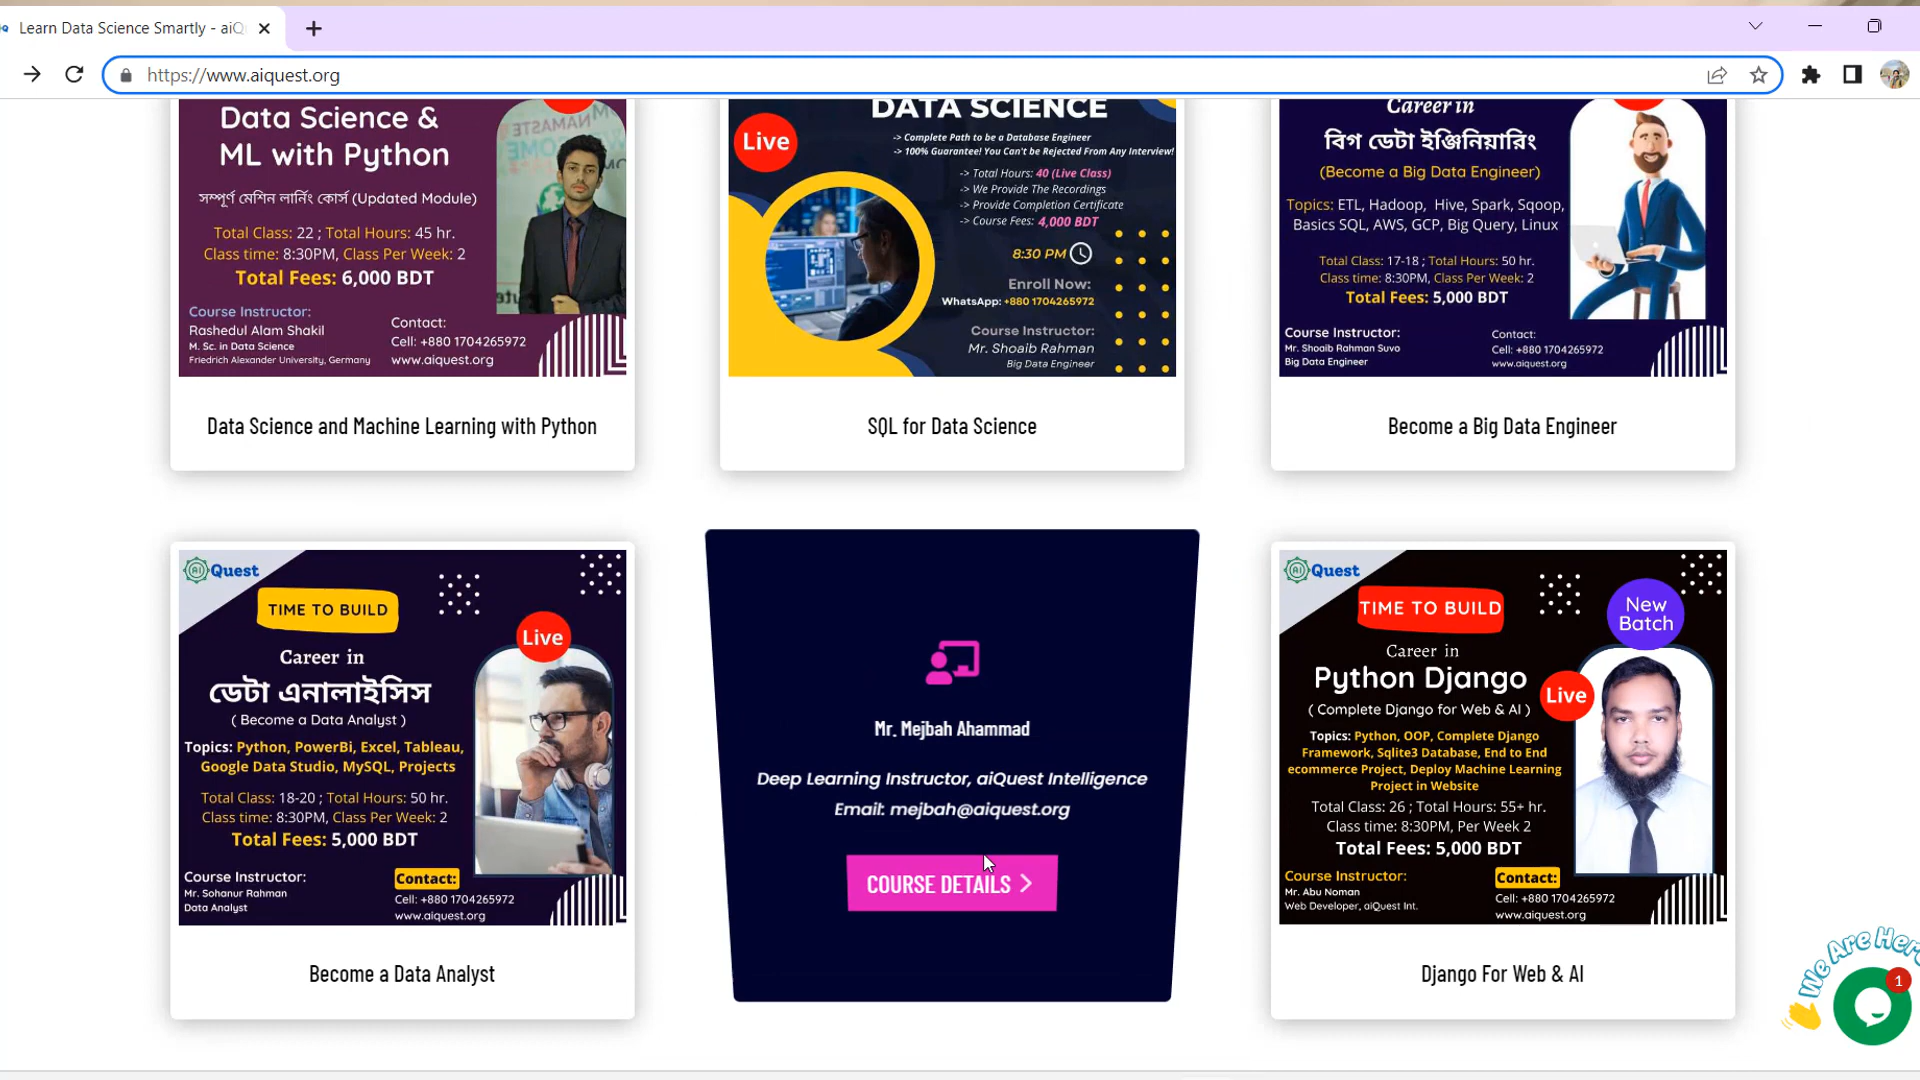 Learn Data Science Smartly - aiQ
https://www.aiquest.org
Data Science &
ML with Python
সম্পূর্ণ মেশিন লার্নিং কোর্স (Updated Module)
Total Class: 22 ; Total Hours: 45 hr.
Class time: 8:30PM, Class Per Week: 2
Total Fees: 6,000 BDT
Course Instructor:
Rashedul Alam Shakil
M. Sc. in Data Science
Friedrich Alexander University, Germany
Contact:
Cell: +880 1704265972
www.aiquest.org
NAMASTE
Data Science and Machine Learning with Python
DATA SCIENCE
Live
-> Complete Path to be a Database Engineer
-> 100% Guarantee! You Can't be Rejected From Any Interview!
-> Total Hours: 40 (Live Class)
-> We Provide The Recordings
-> Provide Completion Certificate
-> Course Fees: 4,000 BDT
8:30 PM
Enroll Now:
WhatsApp: +880 1704265972
Course Instructor:
Mr. Shoaib Rahman
Big Data Engineer
SQL for Data Science
Career in
বিগ ডেটা ইঞ্জিনিয়ারিং
(Become a Big Data Engineer)
Topics: ETL, Hadoop, Hive, Spark, Sqoop,
Basics SQL, AWS, GCP, Big Query, Linux
Total Class: 17-18 ; Total Hours: 50 hr.
Class time: 8:30PM, Class Per Week: 2
Total Fees: 5,000 BDT
Course Instructor:
Mr. Shoaib Rahman Suvo
Big Data Engineer
Contact:
Cell: +880 1704265972
www.aiquest.org
Become a Big Data Engineer
AI Quest
TIME TO BUILD
Live
Career in
ডেটা এনালাইসিস
( Become a Data Analyst )
Topics: Python, PowerBi, Excel, Tableau,
Google Data Studio, MySQL, Projects
Total Class: 18-20 ; Total Hours: 50 hr.
Class time: 8:30PM, Class Per Week: 2
Total Fees: 5,000 BDT
Course Instructor:
Mr. Sohanur Rahman
Data Analyst
Contact:
Cell: +880 1704265972
www.aiquest.org
Become a Data Analyst
Mr. Mejbah Ahammad
Deep Learning Instructor, aiQuest Intelligence
Email: mejbah@aiquest.org
COURSE DETAILS
AI Quest
TIME TO BUILD
New
Batch
Career in
Python Django
Live
( Complete Django for Web & AI )
Topics: Python, OOP, Complete Django
Framework, Sqlite3 Database, End to End
ecommerce Project, Deploy Machine Learning
Project in Website
Total Class: 26 ; Total Hours: 55+ hr.
Class time: 8:30PM, Per Week 2
Total Fees: 5,000 BDT
Course Instructor:
Mr. Abu Noman
Web Developer, aiQuest Int.
Contact:
Cell: +880 1704265972
www.aiquest.org
Django For Web & AI
We Are Here
1